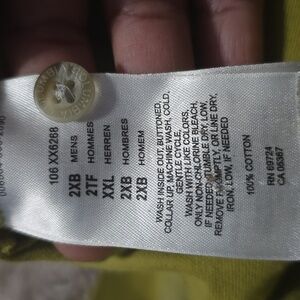 106 XX6268
2XB MENS
2TF HOMMES
XXL HERREN
2XB HOMBRES
2XB HOMEM
WASH INSIDE OUT, BUTTONED,
COLLAR UP, MACHINE WASH, COLD,
GENTLE CYCLE,
WASH WITH LIKE COLORS,
ONLY NON-CHLORINE BLEACH,
IF NEEDED, TUMBLE DRY, LOW,
REMOVE PROMPTLY, OR LINE DRY,
IRON, LOW, IF NEEDED
100% COTTON
RN 69724
CA 06367